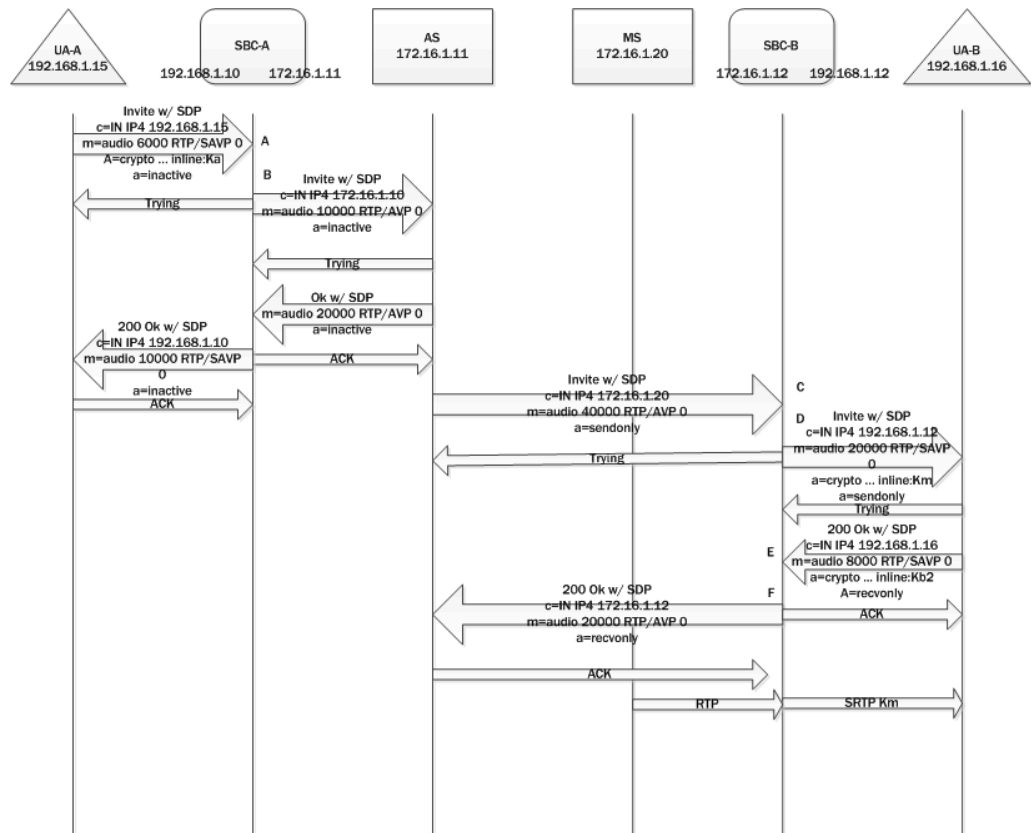 UA-A
192.168.1.15
SBC-A
192.168.1.10 172.16.1.11
AS
172.16.1.11
MS
172.16.1.20
SBC-B
172.16.1.12 192.168.1.12
UA-B
192.168.1.16
Invite w/ SDP
c=IN IP4 192.168.1.15
m=audio 6000 RTP/SAVP 0
A=crypto ... inline:Ka
a=inactive
A
B
Invite w/ SDP
c=IN IP4 172.16.1.10
m=audio 10000 RTP/AVP 0
a=inactive
Trying
Trying
Ok w/ SDP
m=audio 20000 RTP/AVP 0
a=inactive
200 Ok w/ SDP
c=IN IP4 192.168.1.10
m=audio 10000 RTP/SAVP
0
a=inactive
ACK
ACK
Invite w/ SDP
c=IN IP4 172.16.1.20
m=audio 40000 RTP/AVP 0
a=sendonly
C
D
Invite w/ SDP
c=IN IP4 192.168.1.12
m=audio 20000 RTP/SAVP
0
a=crypto ... inline:Km
a=sendonly
Trying
Trying
200 Ok w/ SDP
c=IN IP4 192.168.1.16
m=audio 8000 RTP/SAVP 0
a=crypto ... inline:Kb2
A=recvonly
E
F
200 Ok w/ SDP
c=IN IP4 172.16.1.12
m=audio 20000 RTP/AVP 0
a=recvonly
ACK
ACK
RTP
SRTP Km